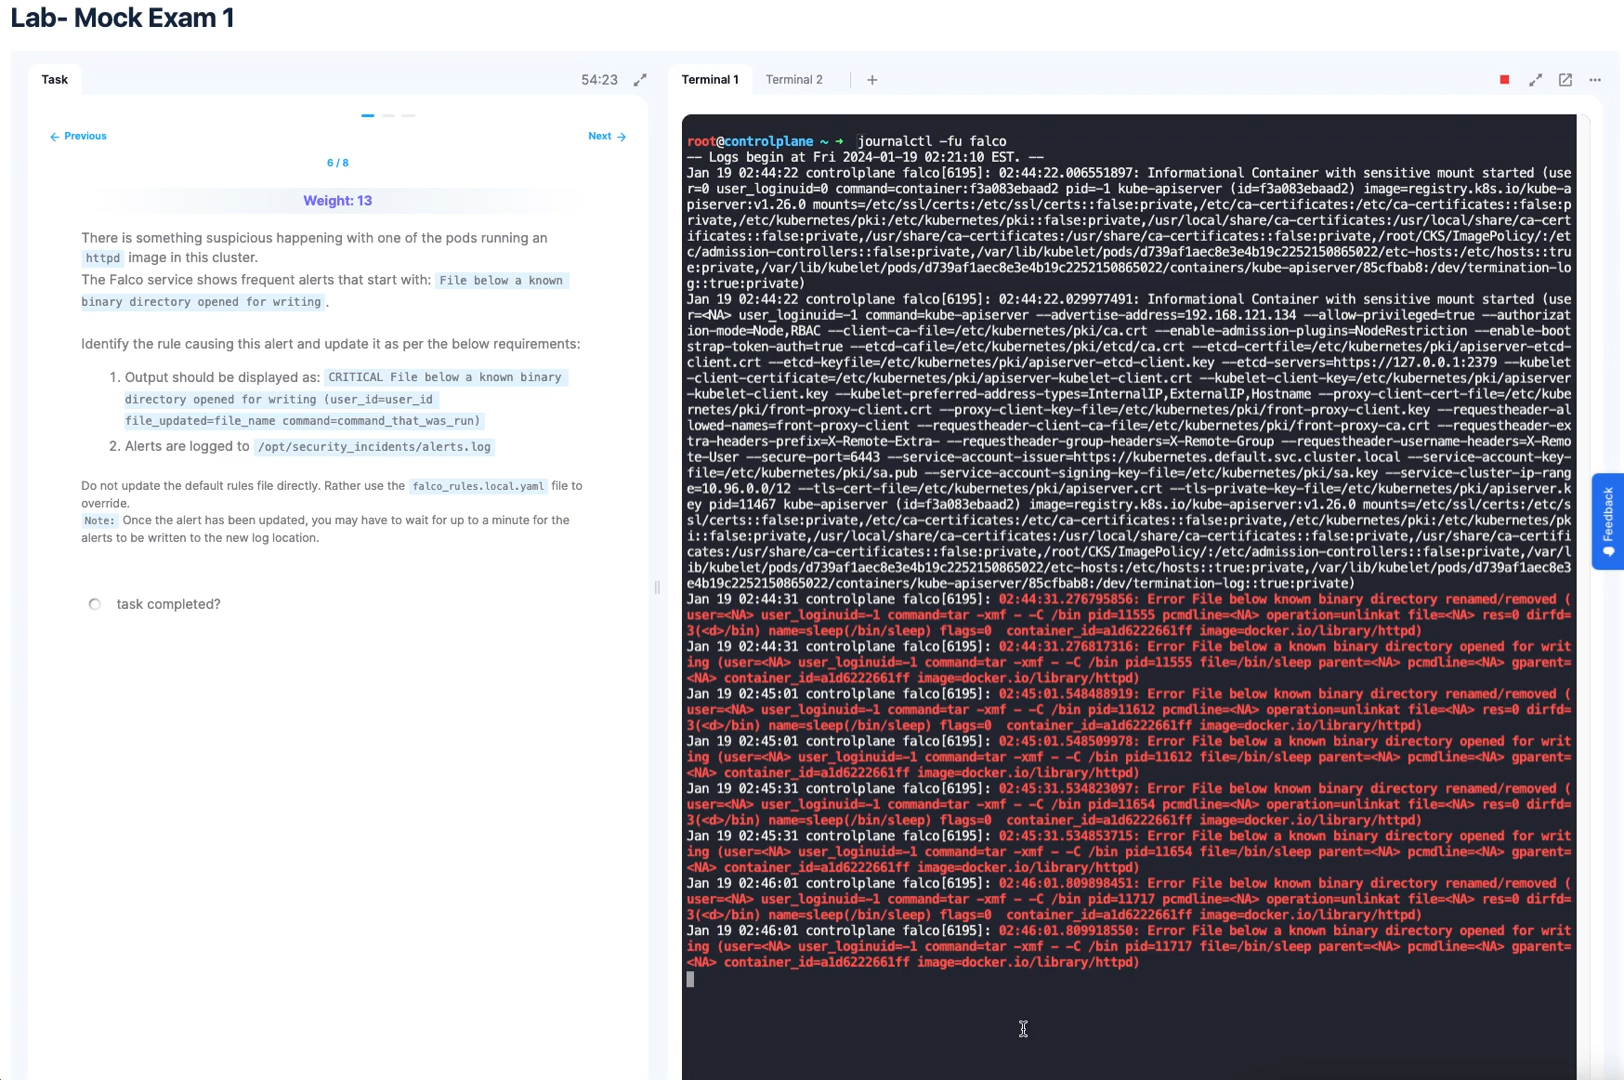 Lab- Mock Exam 1
Task
54:23
Previous
Next
6 / 8
Weight: 13
There is something suspicious happening with one of the pods running an
httpd image in this cluster.
The Falco service shows frequent alerts that start with: File below a known
binary directory opened for writing.
Identify the rule causing this alert and update it as per the below requirements:
1. Output should be displayed as: CRITICAL File below a known binary
directory opened for writing (user_id=user_id
file_updated=file_name command=command_that_was_run)
2. Alerts are logged to /opt/security_incidents/alerts.log
Do not update the default rules file directly. Rather use the falco_rules.local.yaml file to
override.
Note: Once the alert has been updated, you may have to wait for up to a minute for the
alerts to be written to the new log location.
task completed?
Terminal 1
Terminal 2
+
root@controlplane ~ ➜ journalctl -fu falco
-- Logs begin at Fri 2024-01-19 02:21:10 EST. --
Jan 19 02:44:22 controlplane falco[6195]: 02:44:22.006551897: Informational Container with sensitive mount started (use
r=0 user_loginuid=0 command=container:f3a083ebaad2 pid=-1 kube-apiserver (id=f3a083ebaad2) image=registry.k8s.io/kube-a
piserver:v1.26.0 mounts=/etc/ssl/certs:/etc/ssl/certs::false:private,/etc/ca-certificates:/etc/ca-certificates::false:p
rivate,/etc/kubernetes/pki:/etc/kubernetes/pki::false:private,/usr/local/share/ca-certificates:/usr/local/share/ca-cert
ificates::false:private,/usr/share/ca-certificates:/usr/share/ca-certificates::false:private,/root/CKS/ImagePolicy/:/et
c/admission-controllers::false:private,/var/lib/kubelet/pods/d739af1aec8e3e4b19c2252150865022/etc-hosts:/etc/hosts::tru
e:private,/var/lib/kubelet/pods/d739af1aec8e3e4b19c2252150865022/containers/kube-apiserver/85cfbab8:/dev/termination-lo
g::true:private)
Jan 19 02:44:22 controlplane falco[6195]: 02:44:22.029977491: Informational Container with sensitive mount started (use
r=<NA> user_loginuid=-1 command=kube-apiserver --advertise-address=192.168.121.134 --allow-privileged=true --authorizat
ion-mode=Node,RBAC --client-ca-file=/etc/kubernetes/pki/ca.crt --enable-admission-plugins=NodeRestriction --enable-boot
strap-token-auth=true --etcd-cafile=/etc/kubernetes/pki/etcd/ca.crt --etcd-certfile=/etc/kubernetes/pki/apiserver-etcd-
client.crt --etcd-keyfile=/etc/kubernetes/pki/apiserver-etcd-client.key --etcd-servers=https://127.0.0.1:2379 --kubelet
-client-certificate=/etc/kubernetes/pki/apiserver-kubelet-client.crt --kubelet-client-key=/etc/kubernetes/pki/apiserver
-kubelet-client.key --kubelet-preferred-address-types=InternalIP,ExternalIP,Hostname --proxy-client-cert-file=/etc/kube
rnetes/pki/front-proxy-client.crt --proxy-client-key-file=/etc/kubernetes/pki/front-proxy-client.key --requestheader-al
lowed-names=front-proxy-client --requestheader-client-ca-file=/etc/kubernetes/pki/front-proxy-ca.crt --requestheader-ex
tra-headers-prefix=X-Remote-Extra- --requestheader-group-headers=X-Remote-Group --requestheader-username-headers=X-Remo
te-User --secure-port=6443 --service-account-issuer=https://kubernetes.default.svc.cluster.local --service-account-key-
file=/etc/kubernetes/pki/sa.pub --service-account-signing-key-file=/etc/kubernetes/pki/sa.key --service-cluster-ip-rang
e=10.96.0.0/12 --tls-cert-file=/etc/kubernetes/pki/apiserver.crt --tls-private-key-file=/etc/kubernetes/pki/apiserver.k
ey pid=11467 kube-apiserver (id=f3a083ebaad2) image=registry.k8s.io/kube-apiserver:v1.26.0 mounts=/etc/ssl/certs:/etc/s
sl/certs::false:private,/etc/ca-certificates:/etc/ca-certificates::false:private,/etc/kubernetes/pki:/etc/kubernetes/pk
i::false:private,/usr/local/share/ca-certificates:/usr/local/share/ca-certificates::false:private,/usr/share/ca-certifi
cates:/usr/share/ca-certificates::false:private,/root/CKS/ImagePolicy/:/etc/admission-controllers::false:private,/var/l
ib/kubelet/pods/d739af1aec8e3e4b19c2252150865022/etc-hosts:/etc/hosts::true:private,/var/lib/kubelet/pods/d739af1aec8e3
e4b19c2252150865022/containers/kube-apiserver/85cfbab8:/dev/termination-log::true:private)
Jan 19 02:44:31 controlplane falco[6195]: 02:44:31.276795856: Error File below known binary directory renamed/removed (
user=<NA> user_loginuid=-1 command=tar -xmf - -C /bin pid=11555 pcmdline=<NA> operation=unlinkat file=<NA> res=0 dirfd=
3(<d>/bin) name=sleep(/bin/sleep) flags=0  container_id=a1d6222661ff image=docker.io/library/httpd)
Jan 19 02:44:31 controlplane falco[6195]: 02:44:31.276817316: Error File below a known binary directory opened for writ
ing (user=<NA> user_loginuid=-1 command=tar -xmf - -C /bin pid=11555 file=/bin/sleep parent=<NA> pcmdline=<NA> gparent=
<NA> container_id=a1d6222661ff image=docker.io/library/httpd)
Jan 19 02:45:01 controlplane falco[6195]: 02:45:01.548488919: Error File below known binary directory renamed/removed (
user=<NA> user_loginuid=-1 command=tar -xmf - -C /bin pid=11612 pcmdline=<NA> operation=unlinkat file=<NA> res=0 dirfd=
3(<d>/bin) name=sleep(/bin/sleep) flags=0  container_id=a1d6222661ff image=docker.io/library/httpd)
Jan 19 02:45:01 controlplane falco[6195]: 02:45:01.548509978: Error File below a known binary directory opened for writ
ing (user=<NA> user_loginuid=-1 command=tar -xmf - -C /bin pid=11612 file=/bin/sleep parent=<NA> pcmdline=<NA> gparent=
<NA> container_id=a1d6222661ff image=docker.io/library/httpd)
Jan 19 02:45:31 controlplane falco[6195]: 02:45:31.534823097: Error File below known binary directory renamed/removed (
user=<NA> user_loginuid=-1 command=tar -xmf - -C /bin pid=11654 pcmdline=<NA> operation=unlinkat file=<NA> res=0 dirfd=
3(<d>/bin) name=sleep(/bin/sleep) flags=0  container_id=a1d6222661ff image=docker.io/library/httpd)
Jan 19 02:45:31 controlplane falco[6195]: 02:45:31.534853715: Error File below a known binary directory opened for writ
ing (user=<NA> user_loginuid=-1 command=tar -xmf - -C /bin pid=11654 file=/bin/sleep parent=<NA> pcmdline=<NA> gparent=
<NA> container_id=a1d6222661ff image=docker.io/library/httpd)
Jan 19 02:46:01 controlplane falco[6195]: 02:46:01.809898451: Error File below known binary directory renamed/removed (
user=<NA> user_loginuid=-1 command=tar -xmf - -C /bin pid=11717 pcmdline=<NA> operation=unlinkat file=<NA> res=0 dirfd=
3(<d>/bin) name=sleep(/bin/sleep) flags=0  container_id=a1d6222661ff image=docker.io/library/httpd)
Jan 19 02:46:01 controlplane falco[6195]: 02:46:01.809918550: Error File below a known binary directory opened for writ
ing (user=<NA> user_loginuid=-1 command=tar -xmf - -C /bin pid=11717 file=/bin/sleep parent=<NA> pcmdline=<NA> gparent=
<NA> container_id=a1d6222661ff image=docker.io/library/httpd)
Feedback